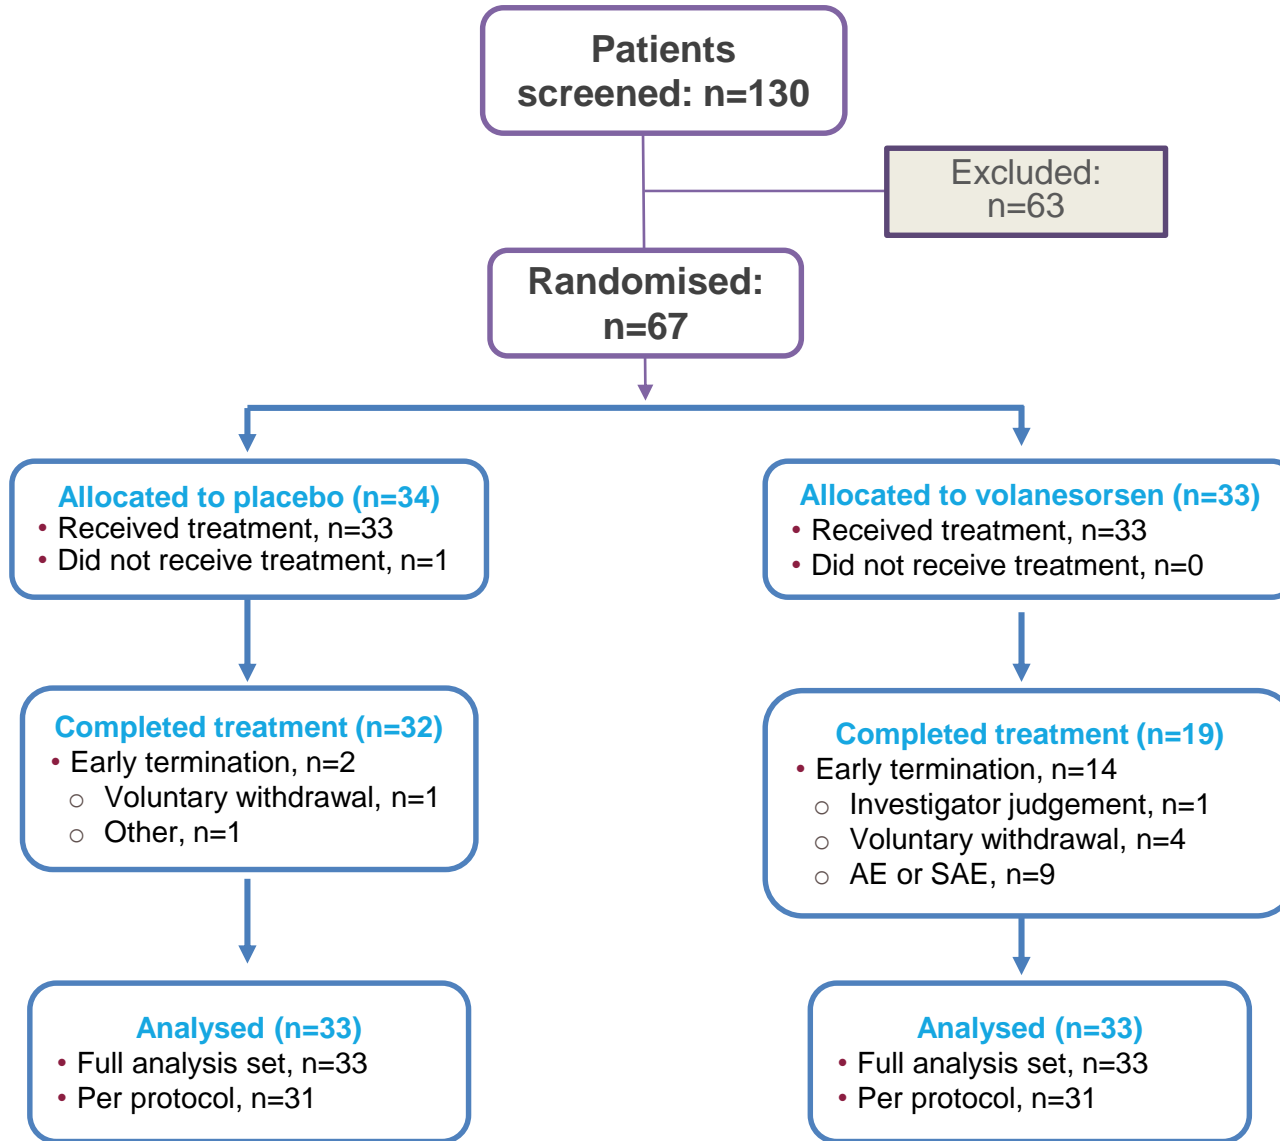 Patients
screened: n=130
Excluded:
n=63
Randomised:
n=67
Allocated to placebo (n=34)
• Received treatment, n=33
• Did not receive treatment, n=1
Allocated to volanesorsen (n=33)
• Received treatment, n=33
• Did not receive treatment, n=0
Completed treatment (n=32)
• Early termination, n=2
○ Voluntary withdrawal, n=1
○ Other, n=1
Completed treatment (n=19)
• Early termination, n=14
○ Investigator judgement, n=1
○ Voluntary withdrawal, n=4
○ AE or SAE, n=9
Analysed (n=33)
• Full analysis set, n=33
• Per protocol, n=31
Analysed (n=33)
• Full analysis set, n=33
• Per protocol, n=31